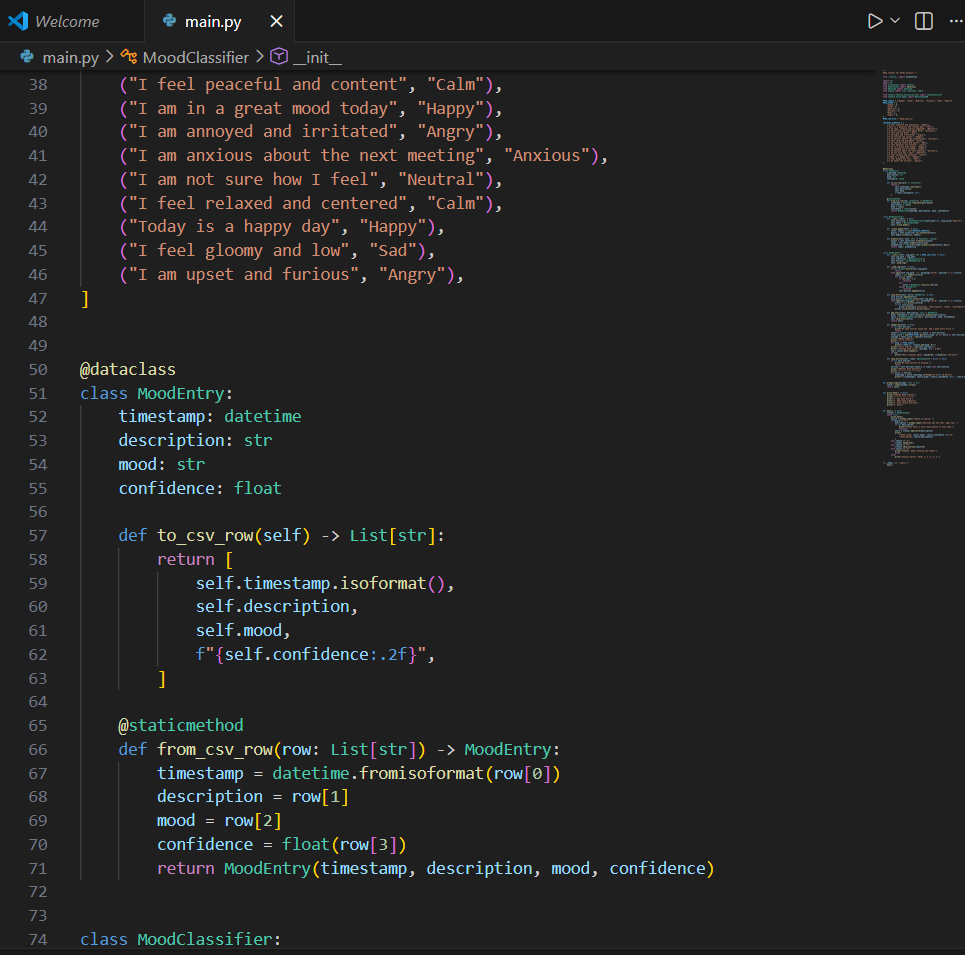 Welcome
main.py
main.py > MoodClassifier > __init__
38 ("I feel peaceful and content", "Calm"),
39 ("I am in a great mood today", "Happy"),
40 ("I am annoyed and irritated", "Angry"),
41 ("I am anxious about the next meeting", "Anxious"),
42 ("I am not sure how I feel", "Neutral"),
43 ("I feel relaxed and centered", "Calm"),
44 ("Today is a happy day", "Happy"),
45 ("I feel gloomy and low", "Sad"),
46 ("I am upset and furious", "Angry"),
47 ]
48
49
50 @dataclass
51 class MoodEntry:
52     timestamp: datetime
53     description: str
54     mood: str
55     confidence: float
56
57     def to_csv_row(self) -> List[str]:
58         return [
59             self.timestamp.isoformat(),
60             self.description,
61             self.mood,
62             f"{self.confidence:.2f}",
63         ]
64
65     @staticmethod
66     def from_csv_row(row: List[str]) -> MoodEntry:
67         timestamp = datetime.fromisoformat(row[0])
68         description = row[1]
69         mood = row[2]
70         confidence = float(row[3])
71         return MoodEntry(timestamp, description, mood, confidence)
72
73
74 class MoodClassifier: